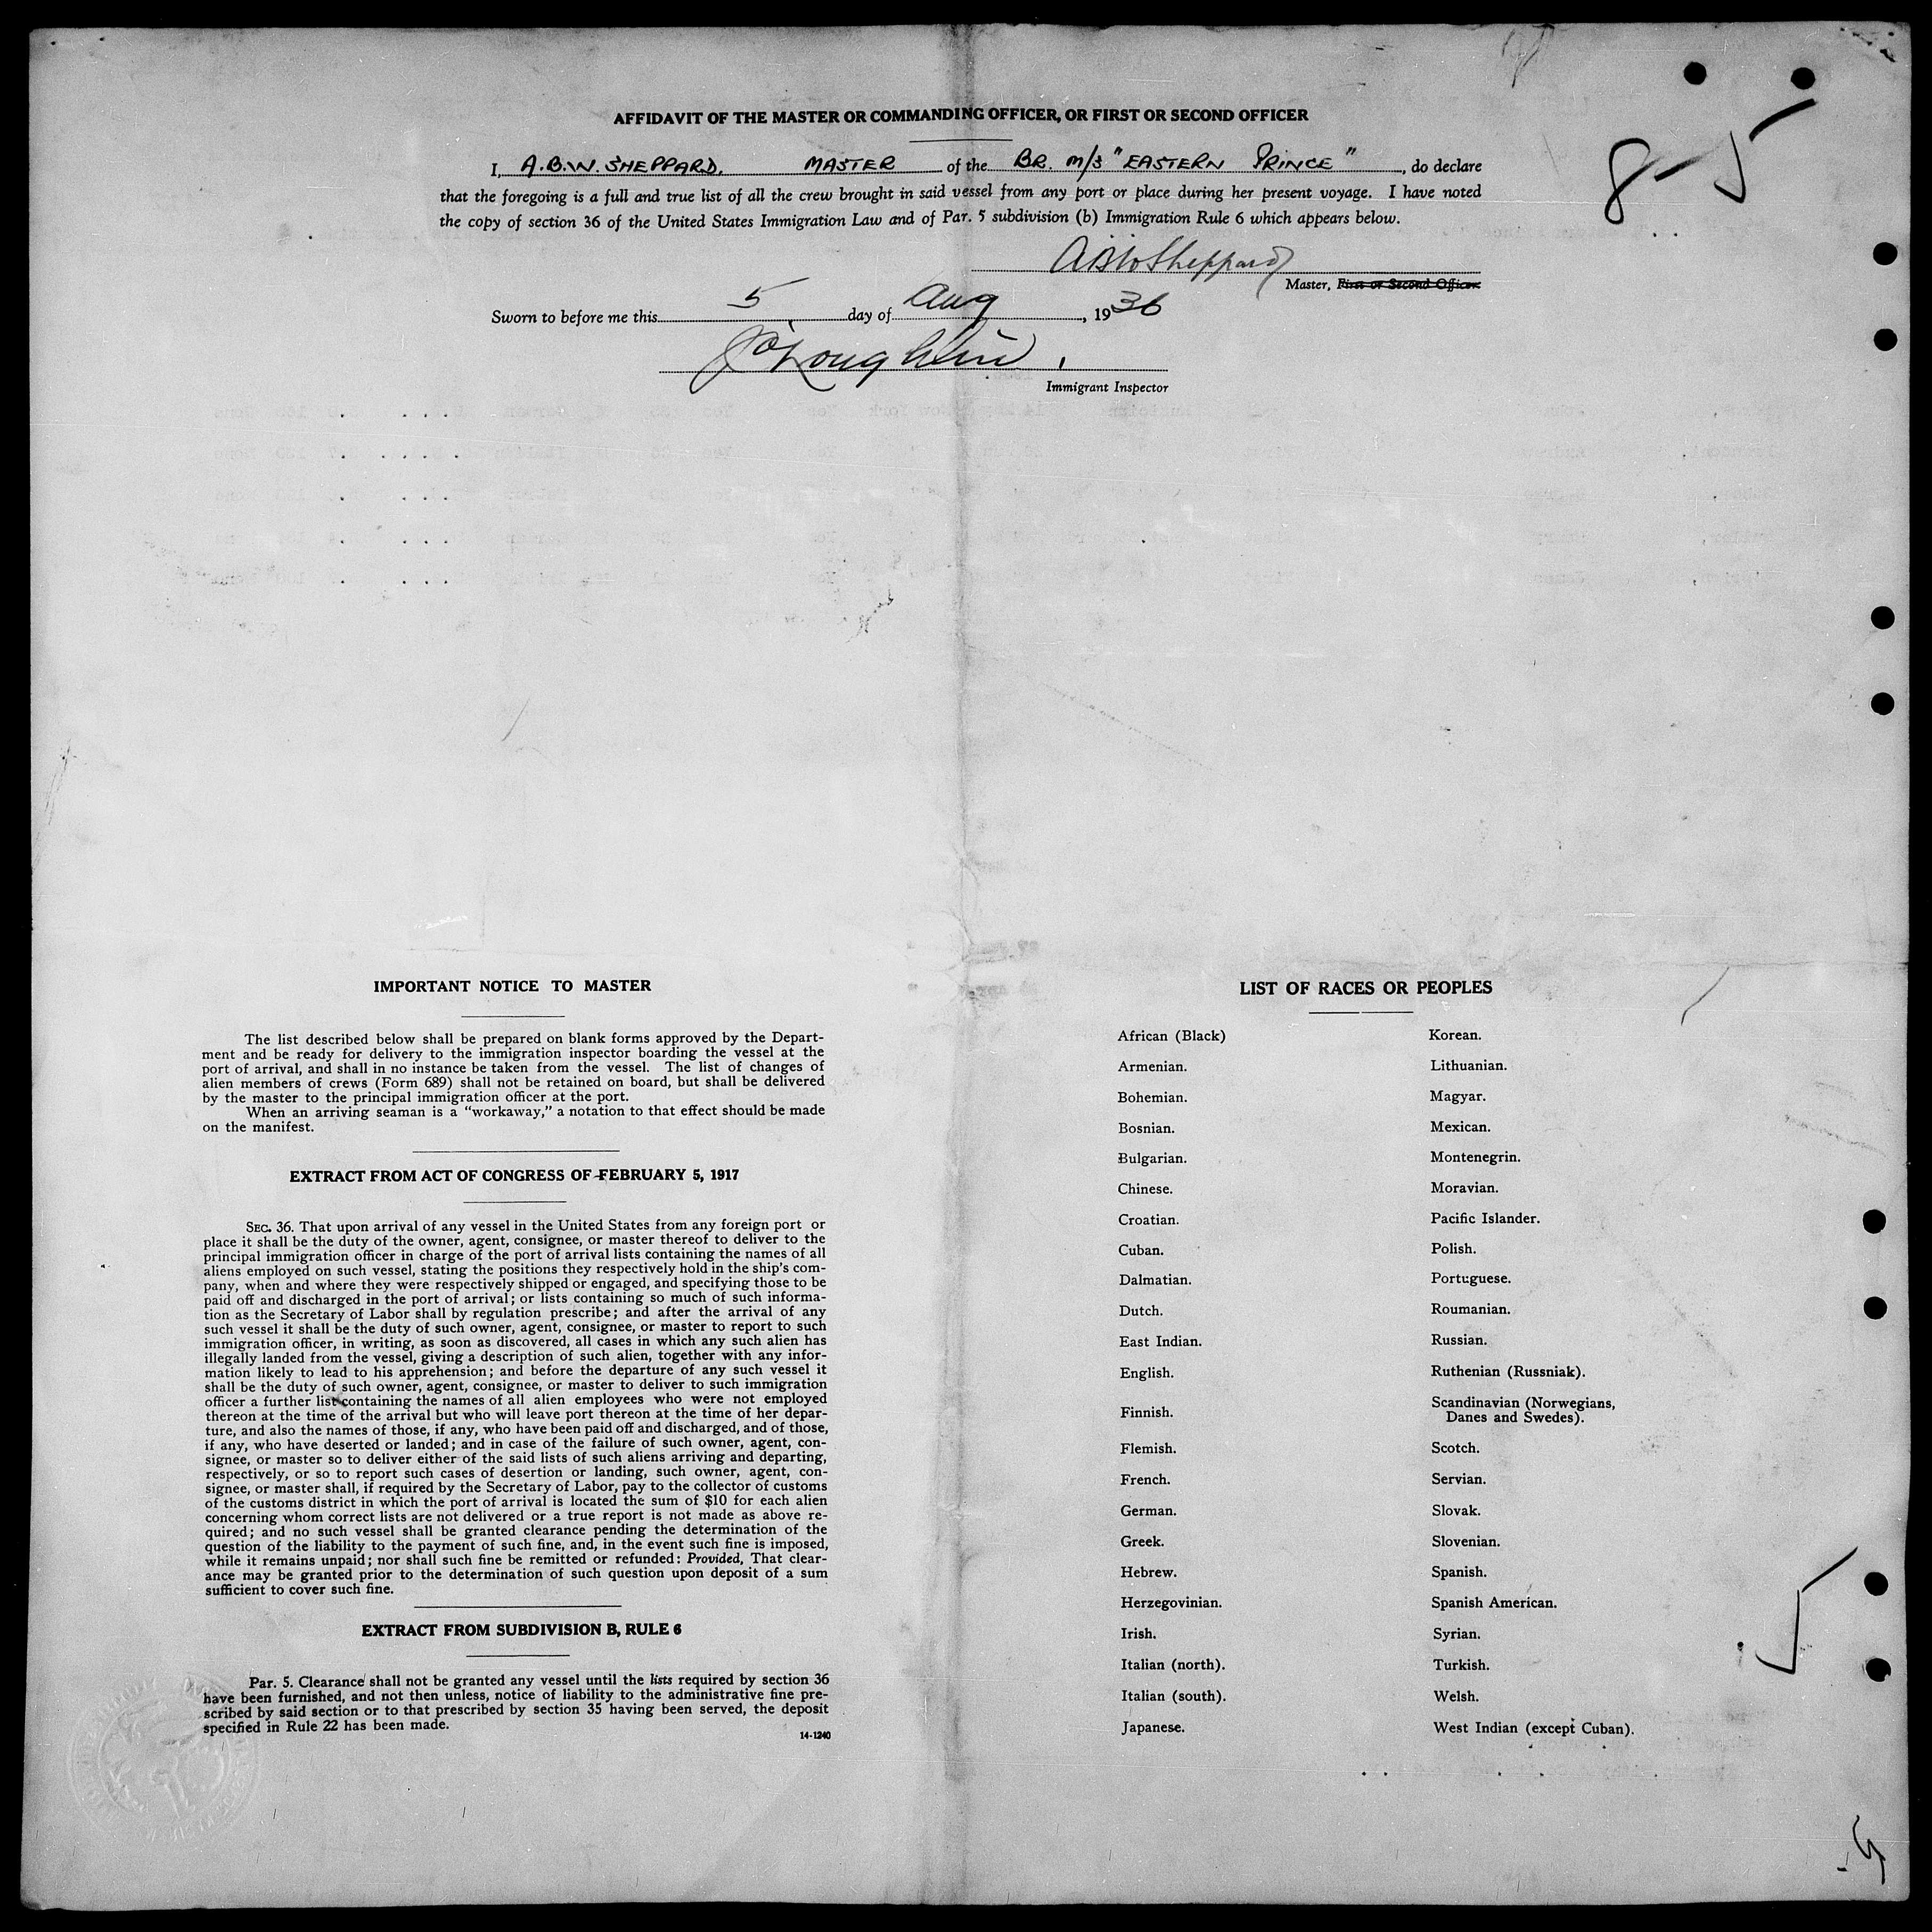 AFFIDAVIT OF THE MASTER OR COMMANDING OFFICER, OR FIRST OR SECOND OFFICER
I, A.B.W. SHEPPARD, MASTER of the BR. M/S "EASTERN PRINCE", do declare
that the foregoing is a full and true list of all the crew brought in said vessel from any port or place during her present voyage. I have noted
the copy of section 36 of the United States Immigration Law and of Par. 5 subdivision (b) Immigration Rule 6 which appears below.
8-5
ABW Sheppard
Master, First or Second Officer.
Sworn to before me this 5 day of Aug, 1936
J O'Loughlin
Immigrant Inspector
IMPORTANT NOTICE TO MASTER
The list described below shall be prepared on blank forms approved by the Depart-
ment and be ready for delivery to the immigration inspector boarding the vessel at the
port of arrival, and shall in no instance be taken from the vessel. The list of changes of
alien members of crews (Form 689) shall not be retained on board, but shall be delivered
by the master to the principal immigration officer at the port.
When an arriving seaman is a "workaway," a notation to that effect should be made
on the manifest.
EXTRACT FROM ACT OF CONGRESS OF FEBRUARY 5, 1917
SEC. 36. That upon arrival of any vessel in the United States from any foreign port or
place it shall be the duty of the owner, agent, consignee, or master thereof to deliver to the
principal immigration officer in charge of the port of arrival lists containing the names of all
aliens employed on such vessel, stating the positions they respectively hold in the ship's com-
pany, when and where they were respectively shipped or engaged, and specifying those to be
paid off and discharged in the port of arrival; or lists containing so much of such informa-
tion as the Secretary of Labor shall by regulation prescribe; and after the arrival of any
such vessel it shall be the duty of such owner, agent, consignee, or master to report to such
immigration officer, in writing, as soon as discovered, all cases in which any such alien has
illegally landed from the vessel, giving a description of such alien, together with any infor-
mation likely to lead to his apprehension; and before the departure of any such vessel it
shall be the duty of such owner, agent, consignee, or master to deliver to such immigration
officer a further list containing the names of all alien employees who were not employed
thereon at the time of the arrival but who will leave port thereon at the time of her depar-
ture, and also the names of those, if any, who have been paid off and discharged, and of those,
if any, who have deserted or landed; and in case of the failure of such owner, agent, con-
signee, or master so to deliver either of the said lists of such aliens arriving and departing,
respectively, or so to report such cases of desertion or landing, such owner, agent, con-
signee, or master shall, if required by the Secretary of Labor, pay to the collector of customs
of the customs district in which the port of arrival is located the sum of $10 for each alien
concerning whom correct lists are not delivered or a true report is not made as above re-
quired; and no such vessel shall be granted clearance pending the determination of the
question of the liability to the payment of such fine, and, in the event such fine is imposed,
while it remains unpaid; nor shall such fine be remitted or refunded: Provided, That clear-
ance may be granted prior to the determination of such question upon deposit of a sum
sufficient to cover such fine.
EXTRACT FROM SUBDIVISION B, RULE 6
Par. 5. Clearance shall not be granted any vessel until the lists required by section 36
have been furnished, and not then unless, notice of liability to the administrative fine pre-
scribed by said section or to that prescribed by section 35 having been served, the deposit
specified in Rule 22 has been made.
14-1240
LIST OF RACES OR PEOPLES
African (Black)
Armenian.
Bohemian.
Bosnian.
Bulgarian.
Chinese.
Croatian.
Cuban.
Dalmatian.
Dutch.
East Indian.
English.
Finnish.
Flemish.
French.
German.
Greek.
Hebrew.
Herzegovinian.
Irish.
Italian (north).
Italian (south).
Japanese.
Korean.
Lithuanian.
Magyar.
Mexican.
Montenegrin.
Moravian.
Pacific Islander.
Polish.
Portuguese.
Roumanian.
Russian.
Ruthenian (Russniak).
Scandinavian (Norwegians,
Danes and Swedes).
Scotch.
Servian.
Slovak.
Slovenian.
Spanish.
Spanish American.
Syrian.
Turkish.
Welsh.
West Indian (except Cuban).